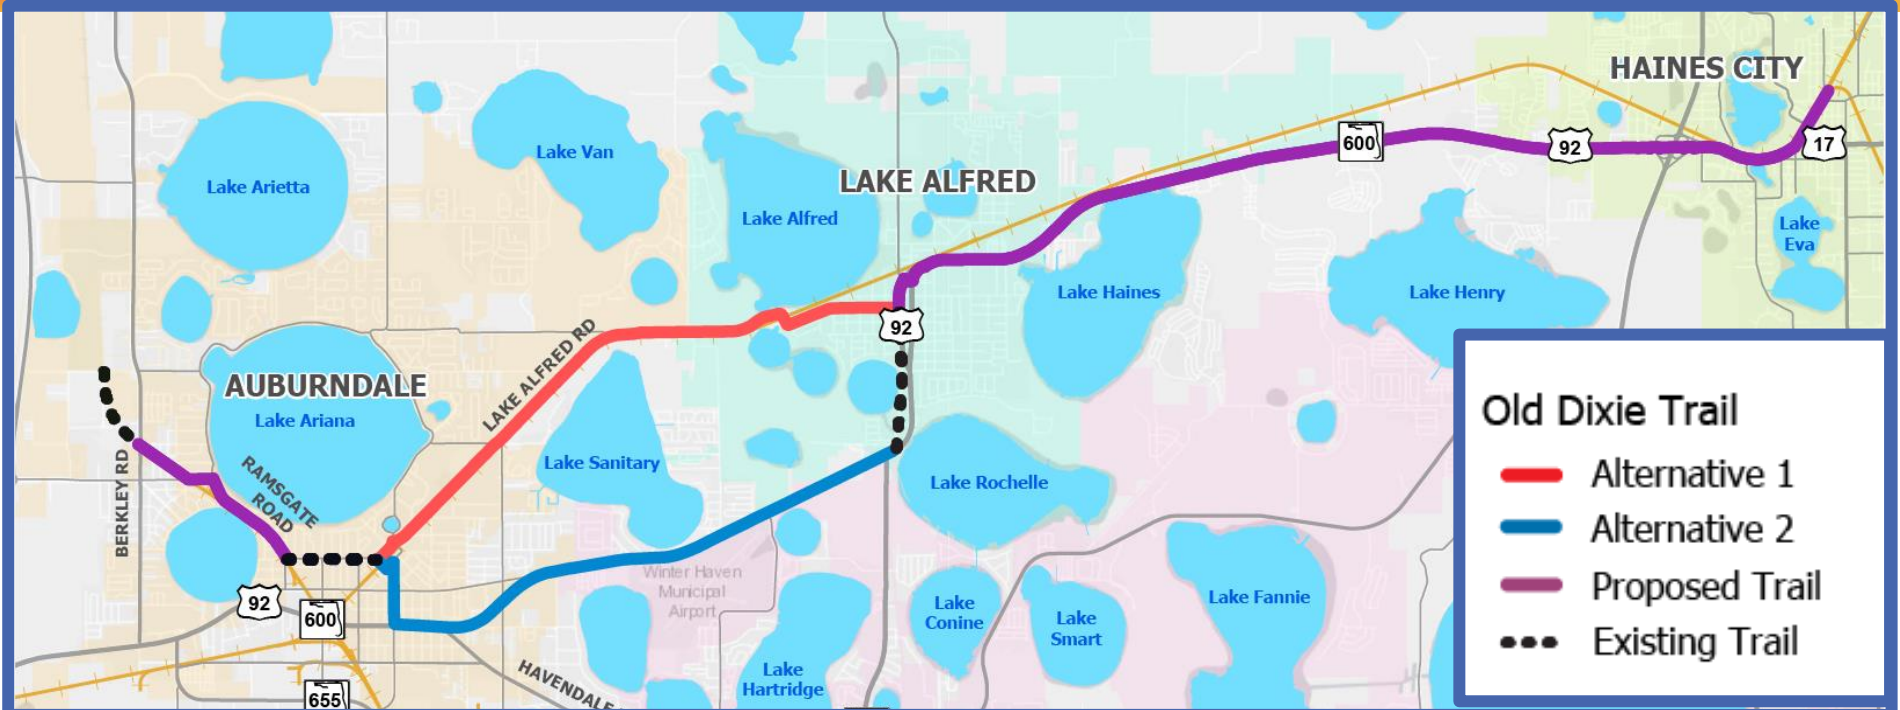 HAINES CITY
Lake Van
600
92
17
Lake Arietta
LAKE ALFRED
Lake Alfred
Lake
Eva
Lake Haines
Lake Henry
92
LAKE ALFRED RD
AUBURNDALE
Lake Ariana
Old Dixie Trail
Alternative 1
Alternative 2
Proposed Trail
Existing Trail
BERKLEY RD
RAMSGATE
ROAD
Lake Sanitary
Lake Rochelle
Winter Haven
Municipal
Airport
92
600
Lake
Conine
Lake
Smart
Lake Fannie
Lake
Hartridge
HAVENDALE
655